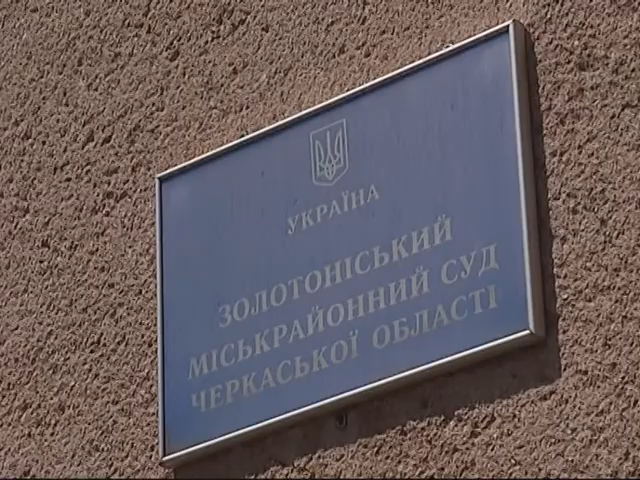 УКРАЇНА
ЗОЛОТОНІСЬКИЙ
МІСЬКРАЙОННИЙ СУД
ЧЕРКАСЬКОЇ ОБЛАСТІ